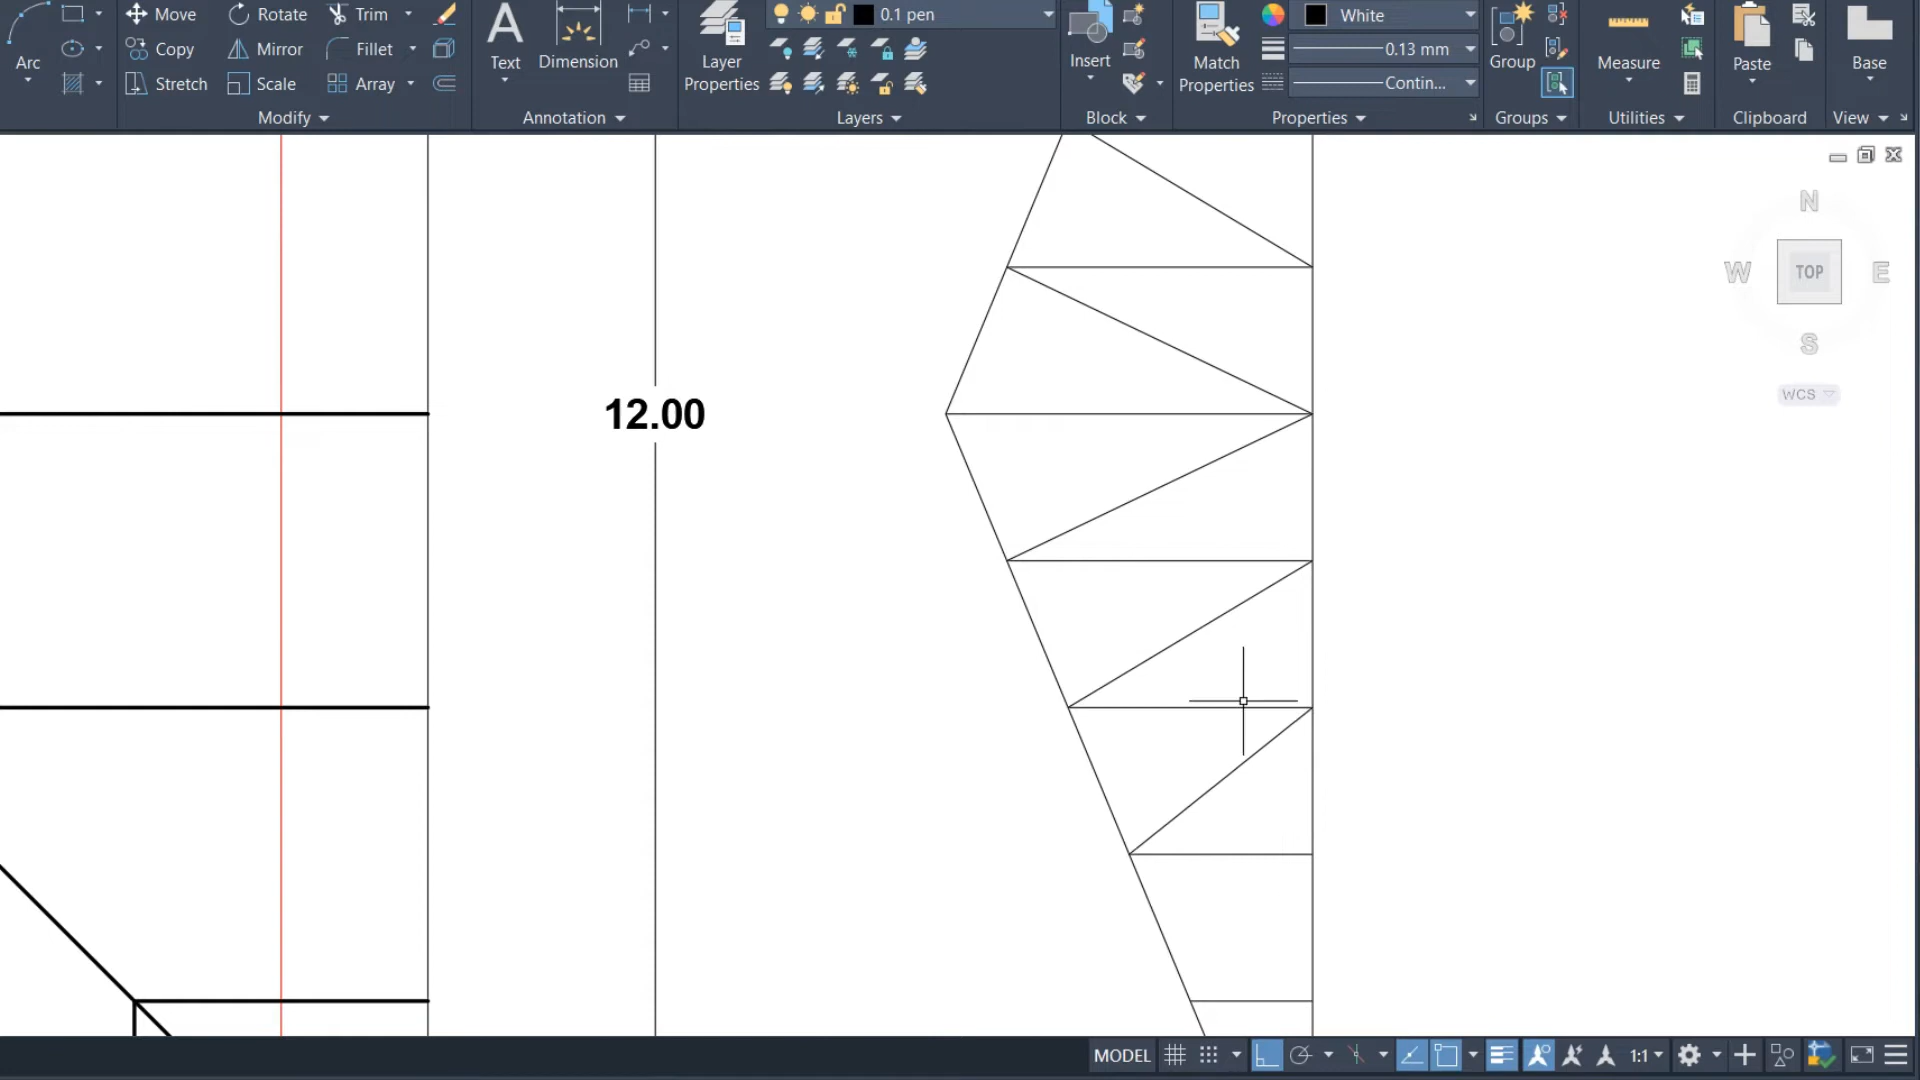 Move Rotate Trim 0.1 pen White
Copy Mirror Fillet 0.13 mm
Arc Text Dimension Layer Properties Insert Match Properties Group Measure Paste Base
Stretch Scale Array Contin...
Modify Annotation Layers Block Properties Groups Utilities Clipboard View
N
W TOP E
S
WCS
12.00
MODEL 1:1